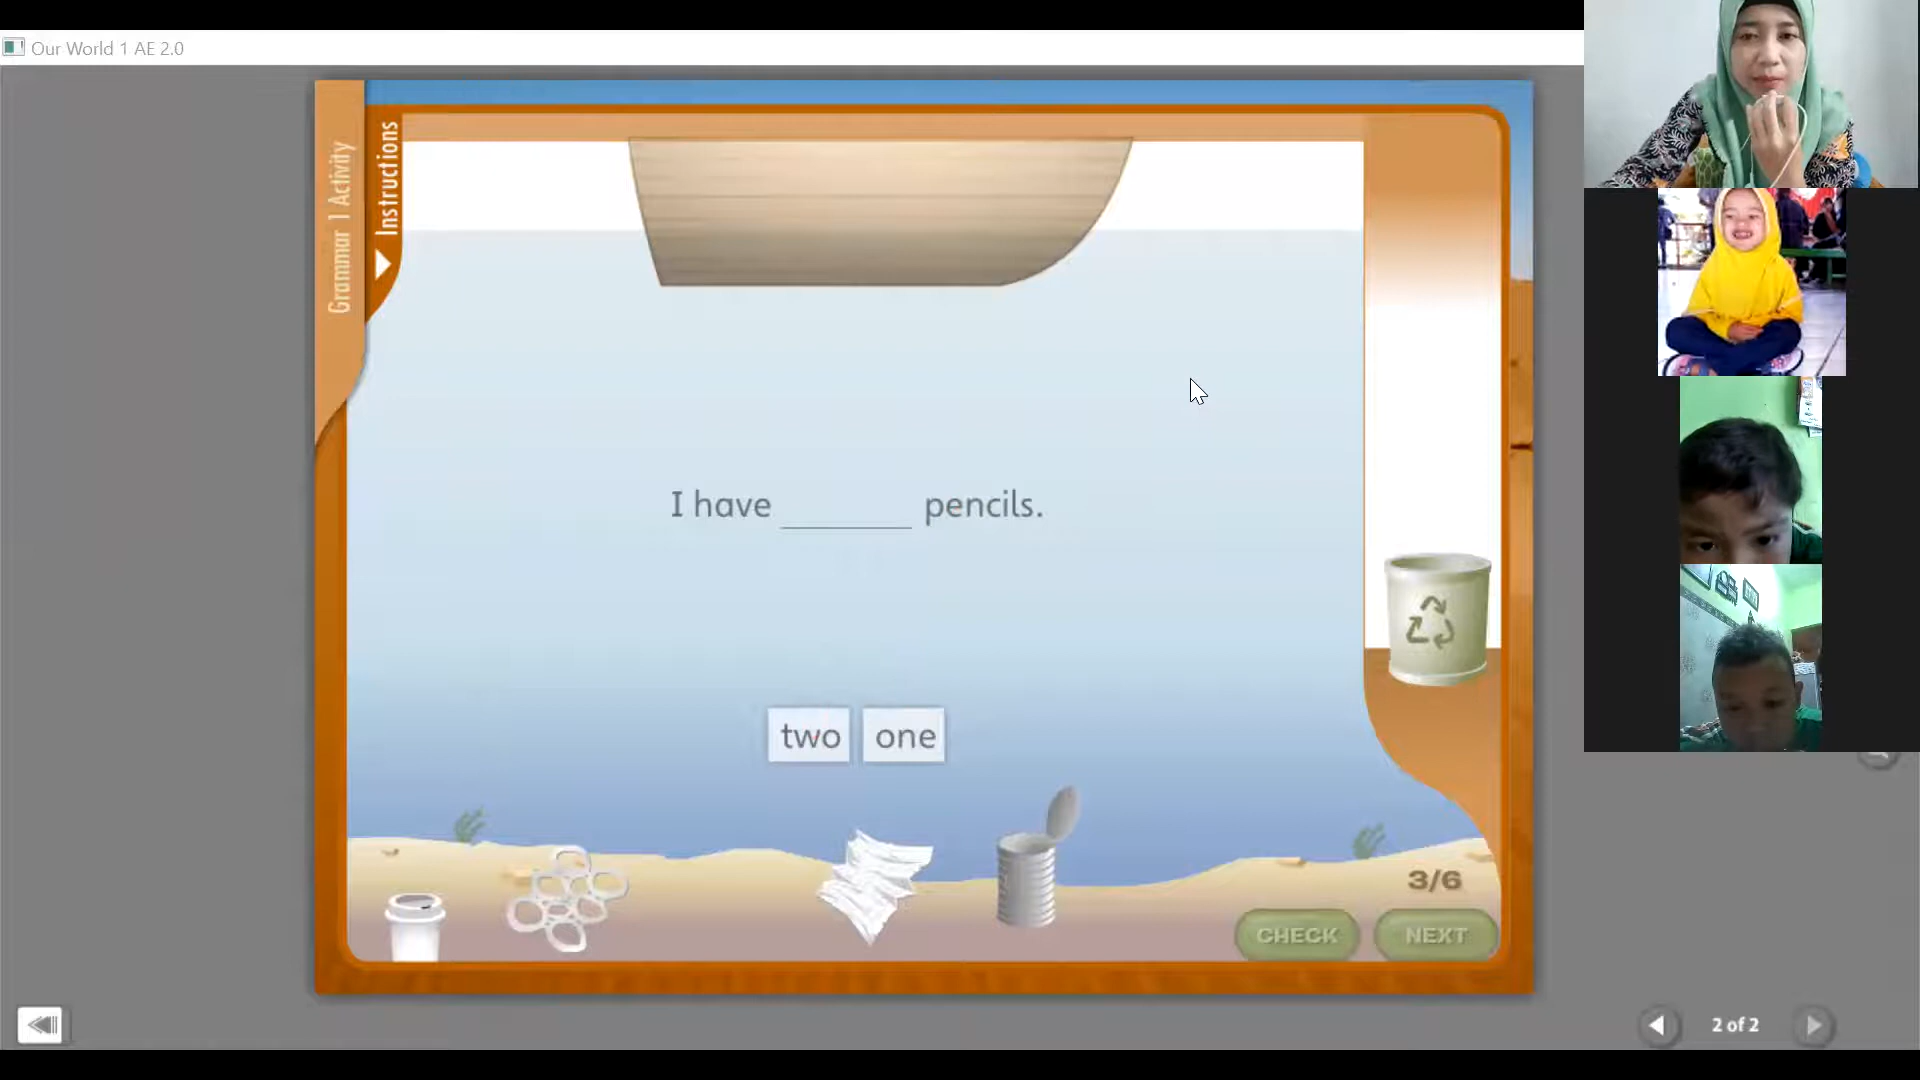 Our World 1 AE 2.0
Grammar 1 Activity
Instructions
I have ______ pencils.
two one
3/6
CHECK NEXT
2 of 2